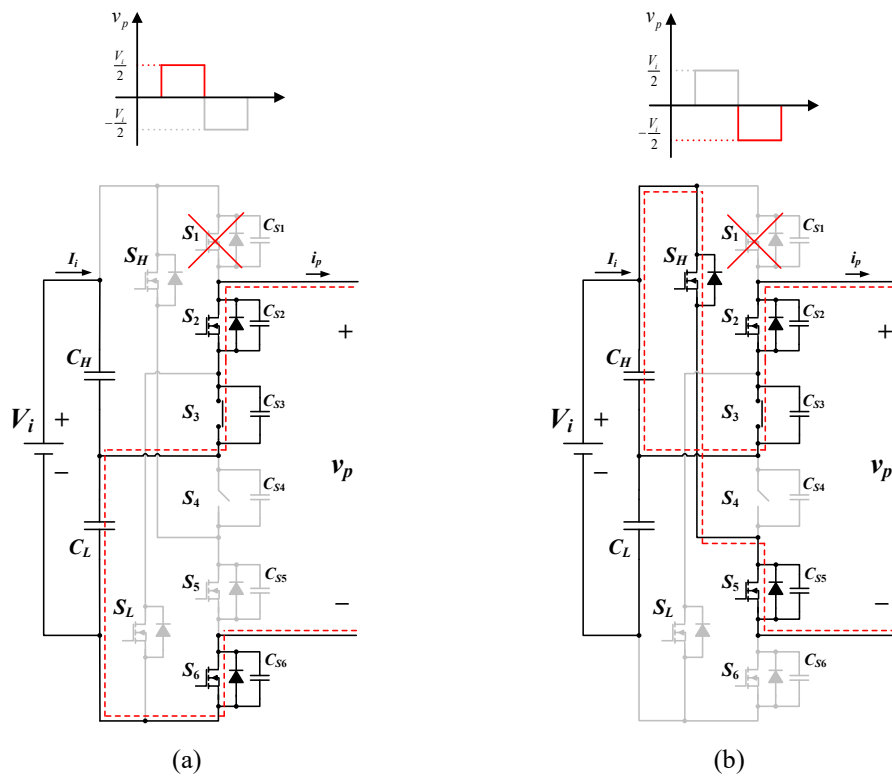 v_p
V_i/2
-V_i/2
I_i
S_H
S_1
C_S1
i_p
S_2
C_S2
+
C_H
S_3
C_S3
V_i
+
−
v_p
S_4
C_S4
C_L
S_5
C_S5
−
S_L
S_6
C_S6
(a)
v_p
V_i/2
-V_i/2
I_i
S_H
S_1
C_S1
i_p
S_2
C_S2
+
C_H
S_3
C_S3
V_i
+
−
v_p
S_4
C_S4
C_L
S_5
C_S5
−
S_L
S_6
C_S6
(b)